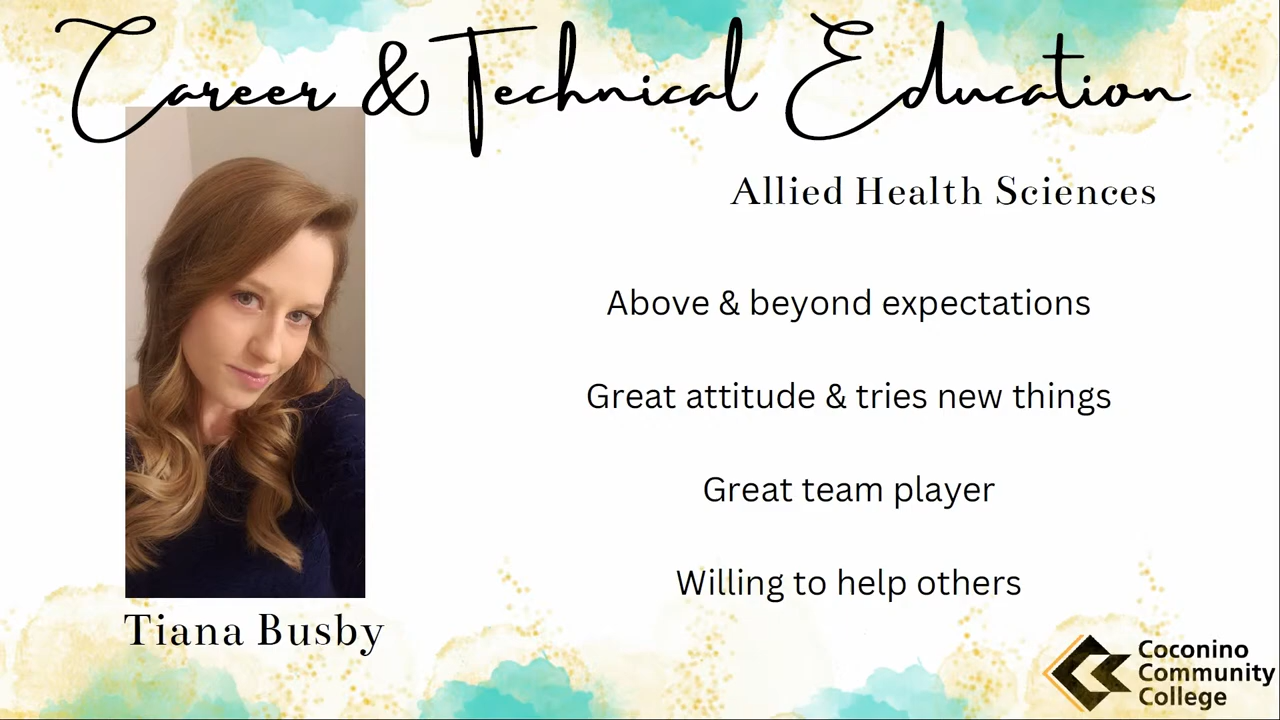 Career & Technical Education
Allied Health Sciences
Above & beyond expectations
Great attitude & tries new things
Great team player
Willing to help others
Tiana Busby
Coconino
Community
College